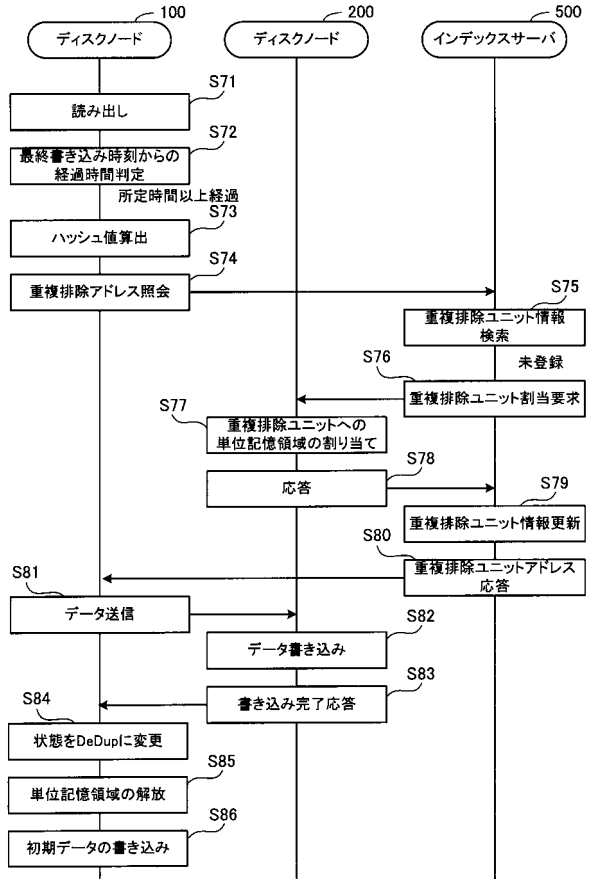 100
200
500
ディスクノード
ディスクノード
インデックスサーバ
S71
読み出し
S72
最終書き込み時刻からの
経過時間判定
所定時間以上経過
S73
ハッシュ値算出
S74
重複排除アドレス照会
S75
重複排除ユニット情報
検索
未登録
S76
重複排除ユニット割当要求
S77
重複排除ユニットへの
単位記憶領域の割り当て
S78
応答
S79
重複排除ユニット情報更新
S80
重複排除ユニットアドレス
応答
S81
データ送信
S82
データ書き込み
S83
書き込み完了応答
S84
状態をDeDupに変更
S85
単位記憶領域の解放
S86
初期データの書き込み